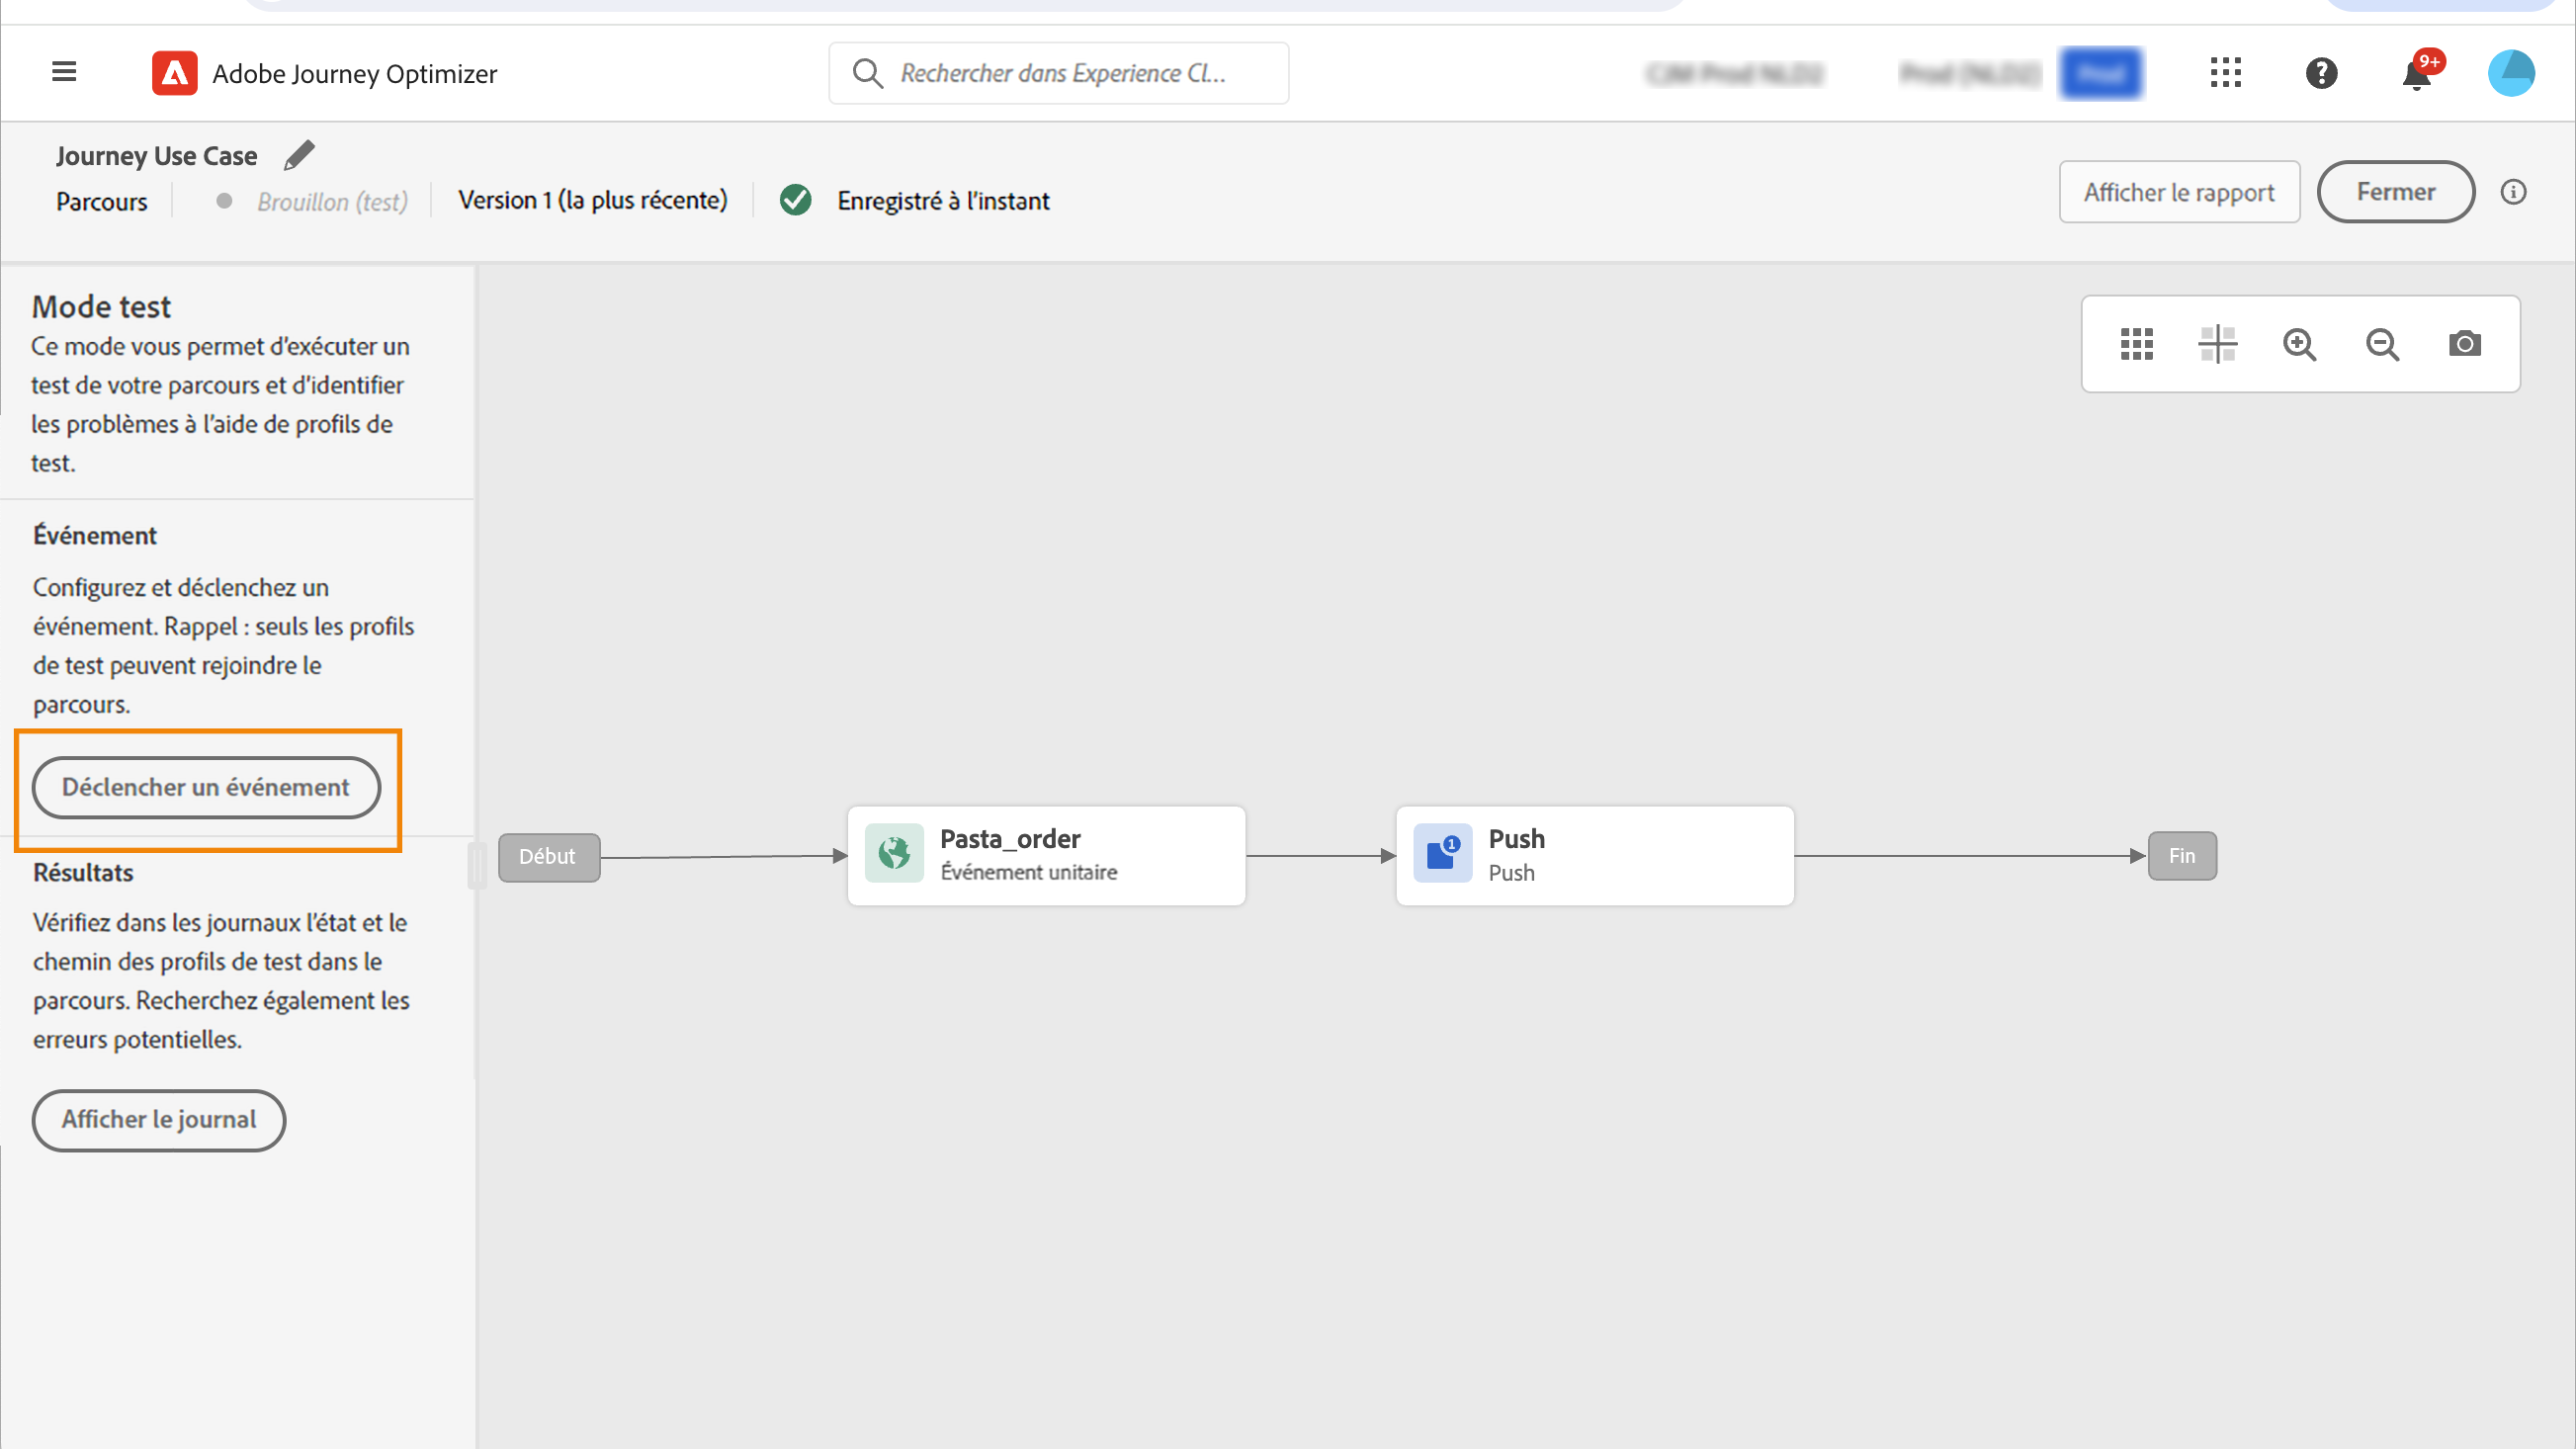 Adobe Journey Optimizer
Rechercher dans Experience Cl...
9+
Journey Use Case
Parcours
Brouillon (test)
Version 1 (la plus récente)
Enregistré à l'instant
Afficher le rapport
Fermer
Mode test
Ce mode vous permet d'exécuter un
test de votre parcours et d'identifier
les problèmes à l'aide de profils de
test.
Événement
Configurez et déclenchez un
événement. Rappel : seuls les profils
de test peuvent rejoindre le
parcours.
Déclencher un événement
Résultats
Vérifiez dans les journaux l'état et le
chemin des profils de test dans le
parcours. Recherchez également les
erreurs potentielles.
Afficher le journal
Début
Pasta_order
Événement unitaire
1
Push
Push
Fin